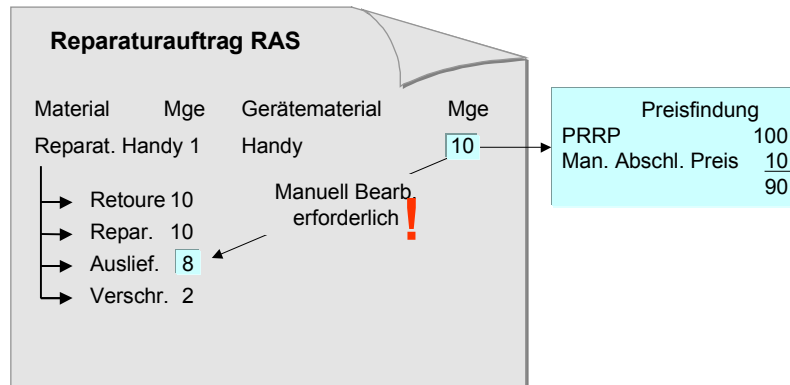 Reparaturauftrag RAS
Material Mge Gerätematerial Mge
Reparat. Handy 1 Handy 10
Retoure 10
Repar. 10
Auslief. 8
Verschr. 2
Manuell Bearb.
erforderlich !
Preisfindung
PRRP 100
Man. Abschl. Preis 10
90